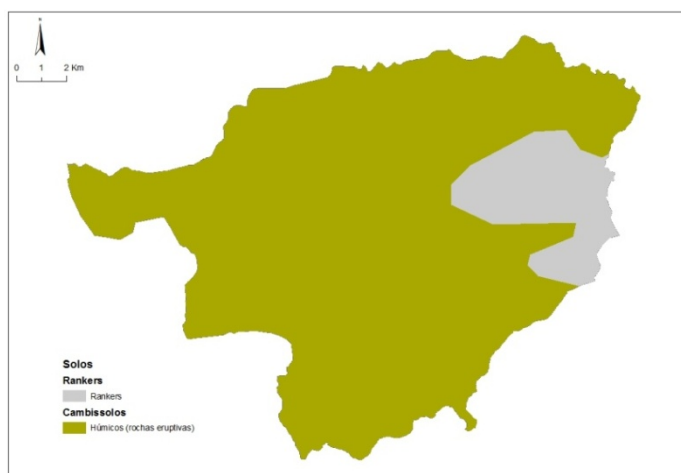 N
0 1 2 Km
Solos
Rankers
Rankers
Cambissolos
Húmicos (rochas eruptivas)